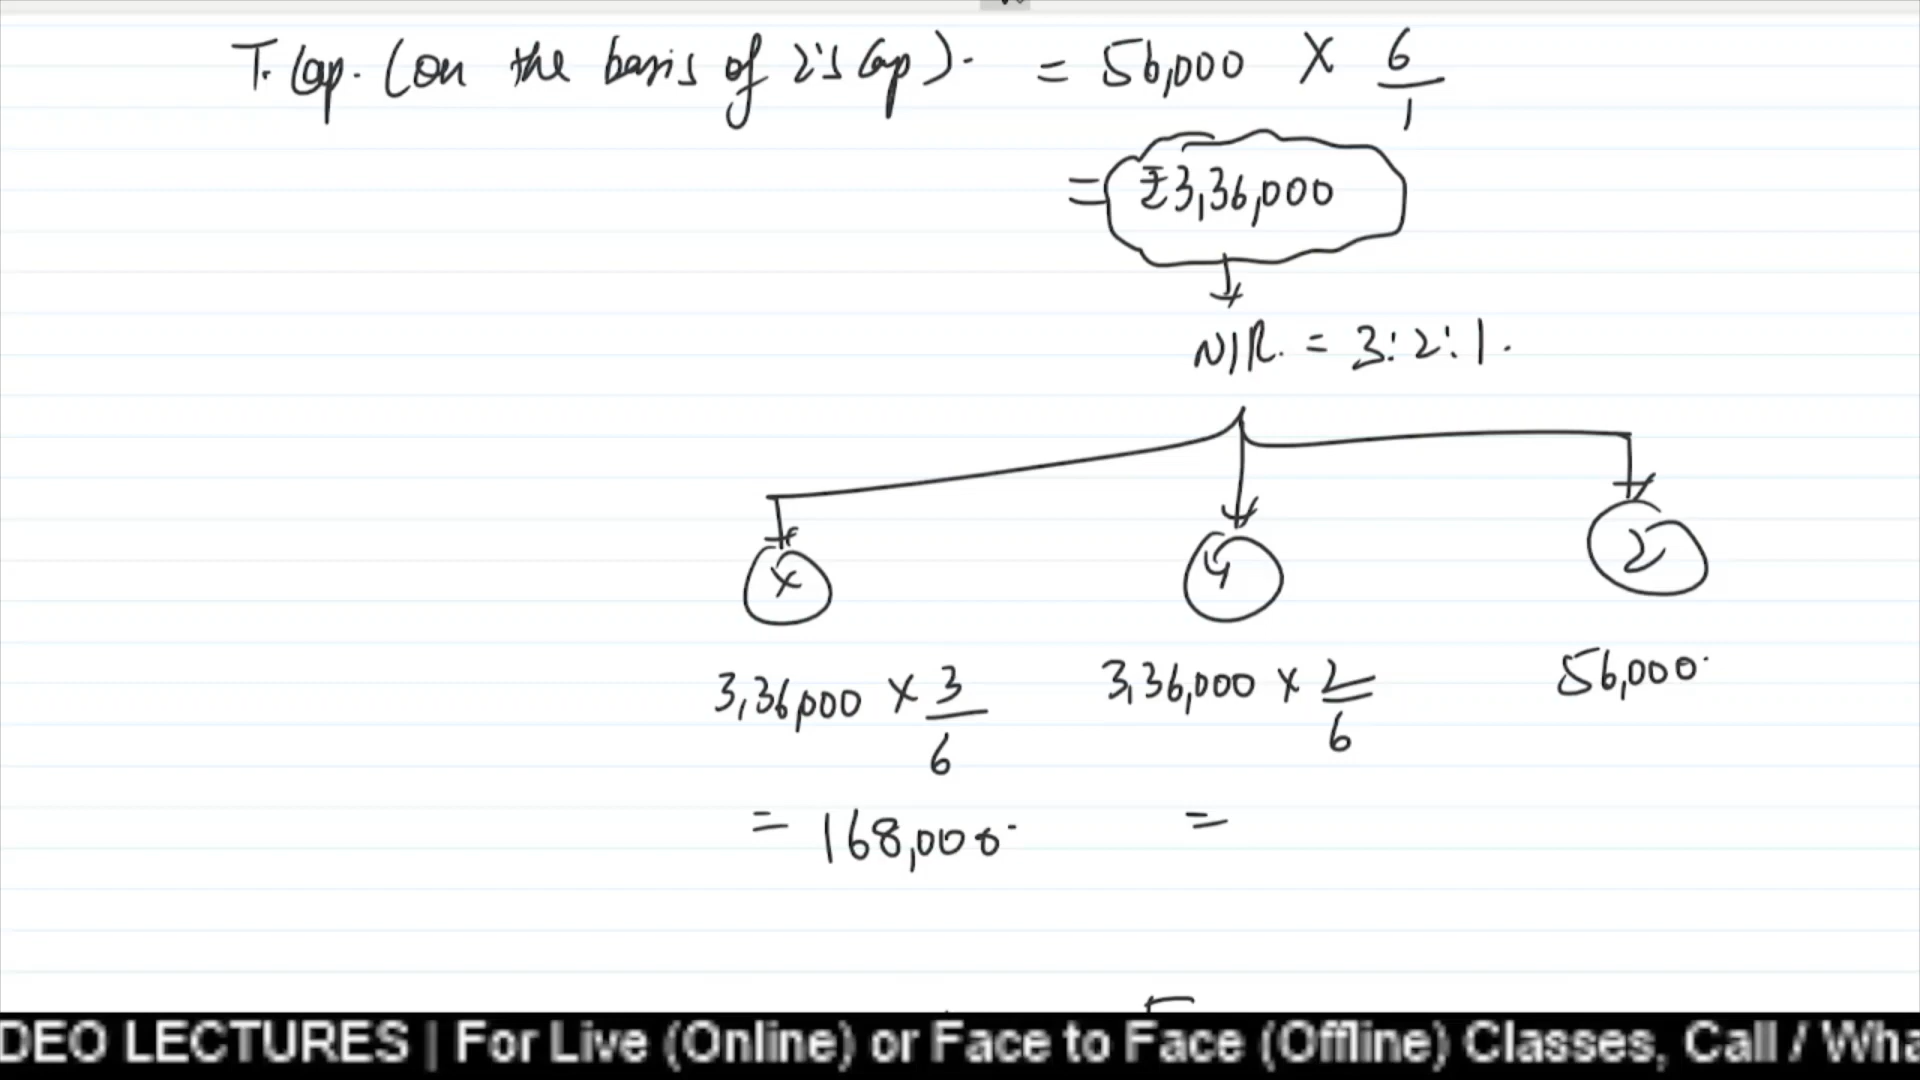 T. Cap. (on the basis of Z's Cap). = 56,000 X 6/1
= ₹3,36,000
N/R. = 3:2:1.
X Y Z
3,36,000 x 3/6 3,36,000 x 2/6 56,000.
= 168,000. =
DEO LECTURES | For Live (Online) or Face to Face (Offline) Classes, Call / Wha